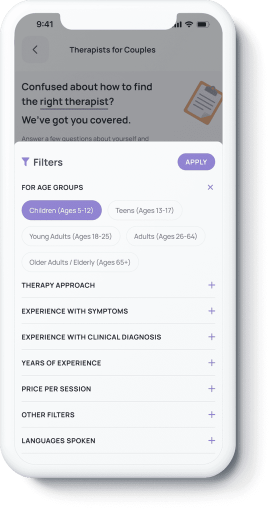 9:41
Therapists for Couples
Confused about how to find
the right therapist?
We've got you covered.
Answer a few questions about yourself and
Filters
APPLY
FOR AGE GROUPS
Children (Ages 5-12)
Teens (Ages 13-17)
Young Adults (Ages 18-25)
Adults (Ages 26-64)
Older Adults / Elderly (Ages 65+)
THERAPY APPROACH
EXPERIENCE WITH SYMPTOMS
EXPERIENCE WITH CLINICAL DIAGNOSIS
YEARS OF EXPERIENCE
PRICE PER SESSION
OTHER FILTERS
LANGUAGES SPOKEN